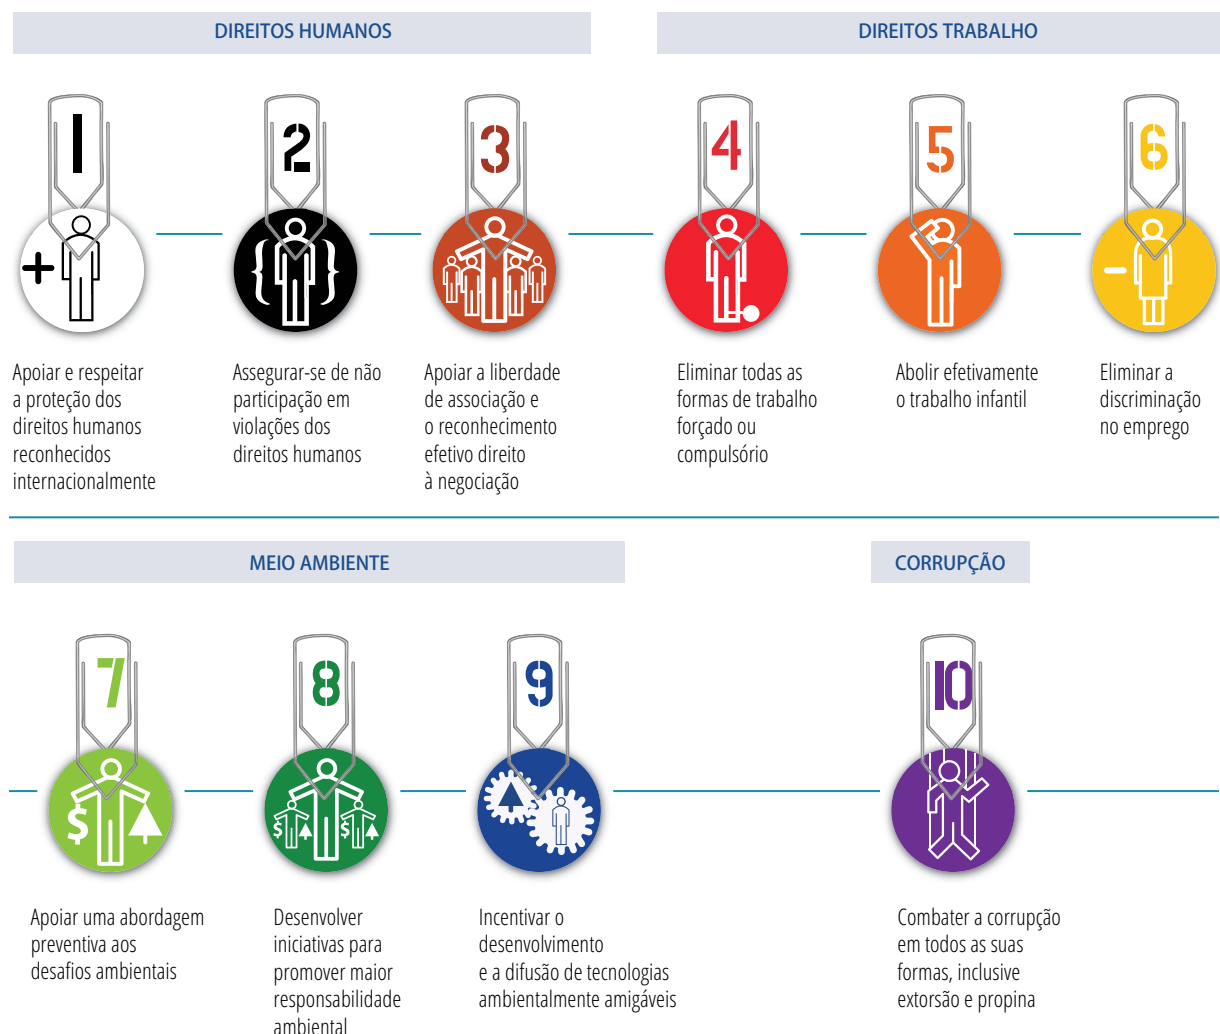 DIREITOS HUMANOS
DIREITOS TRABALHO
1
2
3
4
5
6
Apoiar e respeitar
a proteção dos
direitos humanos
reconhecidos
internacionalmente
Assegurar-se de não
participação em
violações dos
direitos humanos
Apoiar a liberdade
de associação e
o reconhecimento
efetivo direito
à negociação
Eliminar todas as
formas de trabalho
forçado ou
compulsório
Abolir efetivamente
o trabalho infantil
Eliminar a
discriminação
no emprego
MEIO AMBIENTE
CORRUPÇÃO
7
8
9
10
$
$ $
Apoiar uma abordagem
preventiva aos
desafios ambientais
Desenvolver
iniciativas para
promover maior
responsabilidade
ambiental
Incentivar o
desenvolvimento
e a difusão de tecnologias
ambientalmente amigáveis
Combater a corrupção
em todos as suas
formas, inclusive
extorsão e propina